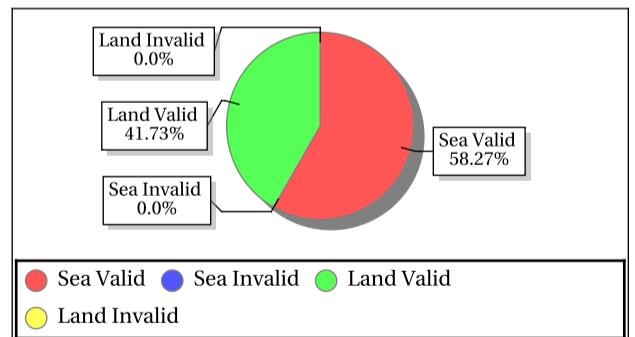 Land Invalid
0.0%
Land Valid
41.73%
Sea Valid
58.27%
Sea Invalid
0.0%
Sea Valid Sea Invalid Land Valid
Land Invalid